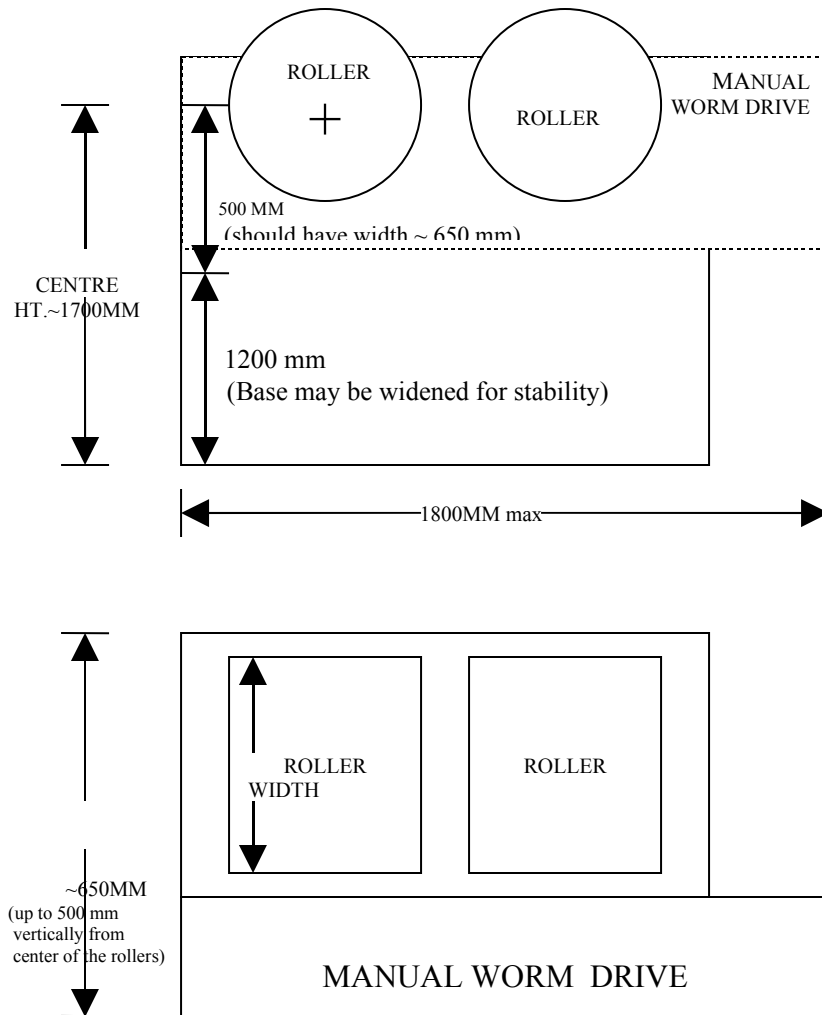 ROLLER
MANUAL
WORM DRIVE
ROLLER
500 MM
(should have width ~ 650 mm)
CENTRE
HT.~1700MM
1200 mm
(Base may be widened for stability)
1800MM max
ROLLER
WIDTH
ROLLER
~650MM
(up to 500 mm
vertically from
center of the rollers)
MANUAL WORM DRIVE